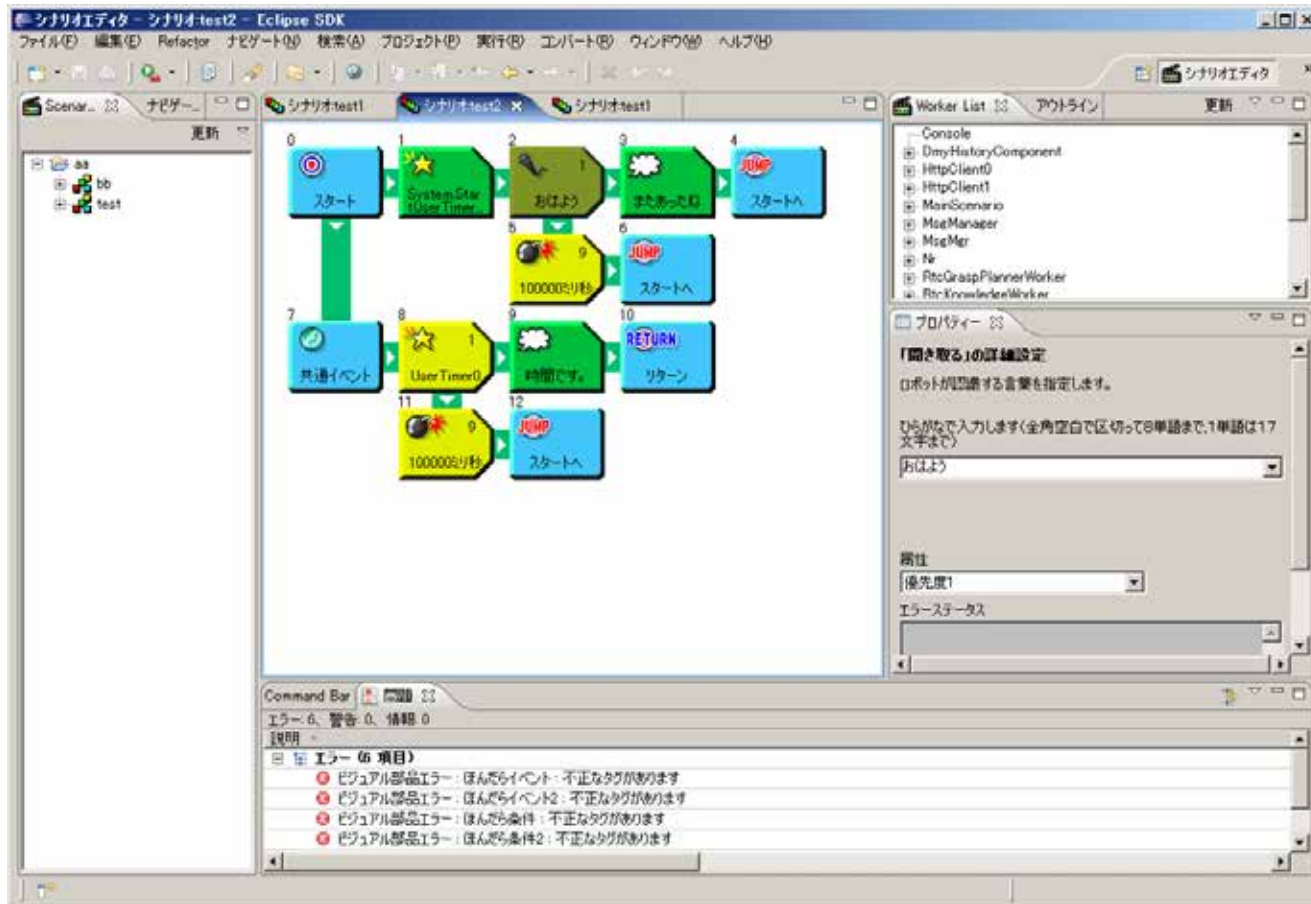 シナリオエディタ - シナリオ:test2 - Eclipse SDK
ファイル(F) 編集(E) Refactor ナビゲート(N) 検索(A) プロジェクト(P) 実行(R) コンバート(R) ウィンドウ(W) ヘルプ(H)
シナリオエディタ
Scenar... ナビゲー...
更新
aa
bb
test
シナリオ:test1 シナリオ:test2 シナリオ:test1
0 1 2 3 4
1
JUMP
スタート
System.Star
tUserTimer...
おはよう
またあったね
スタートへ
5 6
9
JUMP
100000ミリ秒
スタートへ
7 8 9 10
1
RETURN
共通イベント
UserTimer0
時間です。
リターン
11 12
9
JUMP
100000ミリ秒
スタートへ
Worker List アウトライン 更新
Console
DmyHistoryComponent
HttpClient0
HttpClient1
MainScenario
MsgManager
MsgMgr
Nr
RtcGraspPlannerWorker
RtcKnowledgeWorker
プロパティー
「聞き取る」の詳細設定
ロボットが認識する言葉を指定します。
ひらがなで入力します(全角空白で区切って8単語まで,1単語は17
文字まで)
おはよう
属性
優先度1
エラーステータス
Command Bar 問題
エラー: 6、警告: 0、情報: 0
説明
エラー (6 項目)
ビジュアル部品エラー : ほんだらイベント : 不正なタグがあります
ビジュアル部品エラー : ほんだらイベント2 : 不正なタグがあります
ビジュアル部品エラー : ほんだら条件 : 不正なタグがあります
ビジュアル部品エラー : ほんだら条件2 : 不正なタグがあります